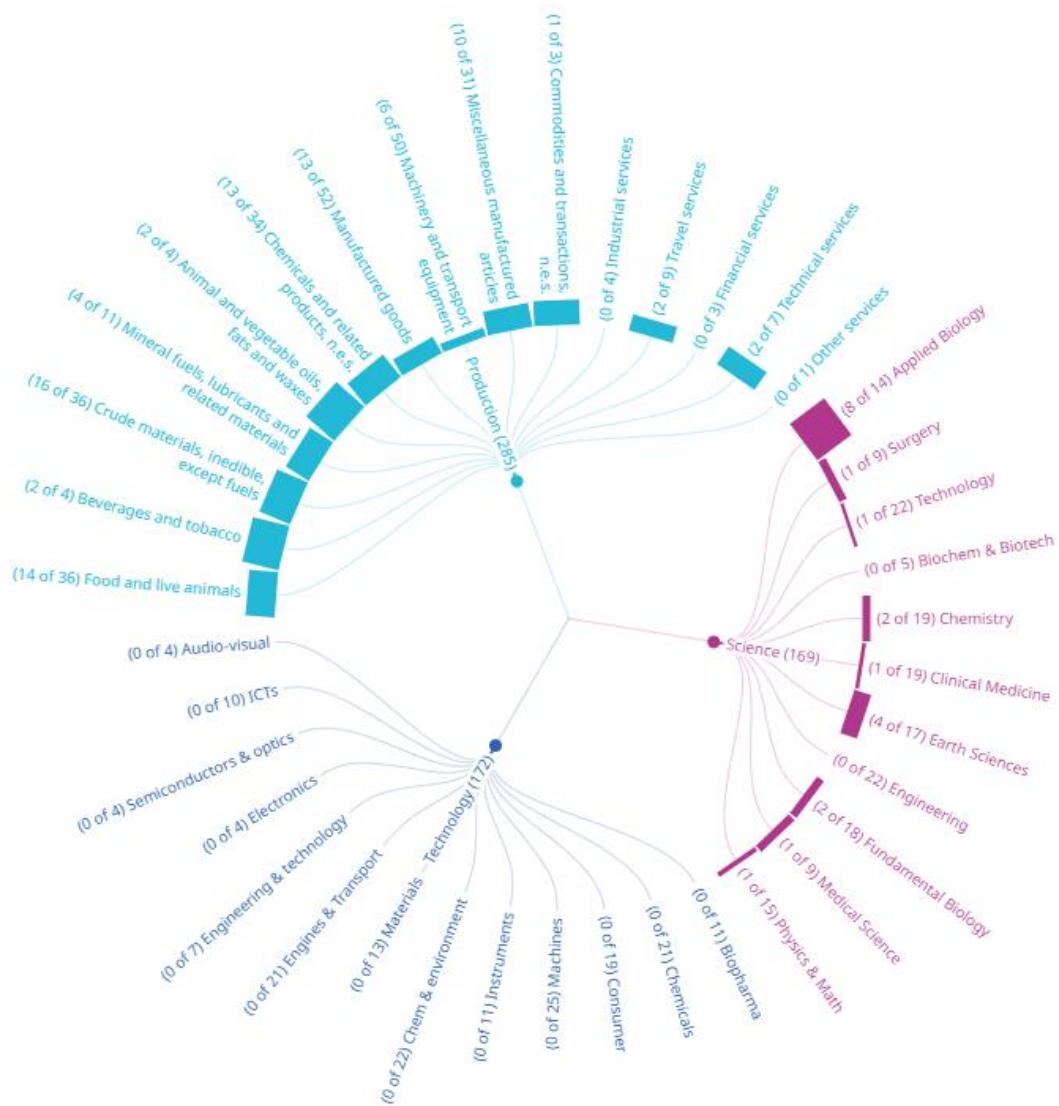 (14 of 36) Food and live animals
(2 of 4) Beverages and tobacco
(16 of 36) Crude materials, inedible,
except fuels
(4 of 11) Mineral fuels, lubricants and
related materials
(2 of 4) Animal and vegetable oils,
fats and waxes
(13 of 34) Chemicals and related
products, n.e.s.
(13 of 52) Manufactured goods
(6 of 50) Machinery and transport
equipment
(10 of 31) Miscellaneous manufactured
articles
(1 of 3) Commodities and transactions,
n.e.s.
(0 of 4) Industrial services
(2 of 9) Travel services
(0 of 3) Financial services
(2 of 7) Technical services
(0 of 1) Other services
Production (285)
(8 of 14) Applied Biology
(1 of 9) Surgery
(1 of 22) Technology
(0 of 5) Biochem & Biotech
(2 of 19) Chemistry
(1 of 19) Clinical Medicine
(4 of 17) Earth Sciences
(0 of 22) Engineering
(2 of 18) Fundamental Biology
(1 of 9) Medical Science
(1 of 15) Physics & Math
Science (169)
(0 of 11) Biopharma
(0 of 21) Chemicals
(0 of 19) Consumer
(0 of 25) Machines
(0 of 11) Instruments
(0 of 22) Chem & environment
(0 of 13) Materials
(0 of 21) Engines & Transport
(0 of 7) Engineering & technology
(0 of 4) Electronics
(0 of 4) Semiconductors & optics
(0 of 10) ICTs
(0 of 4) Audio-visual
Technology (172)